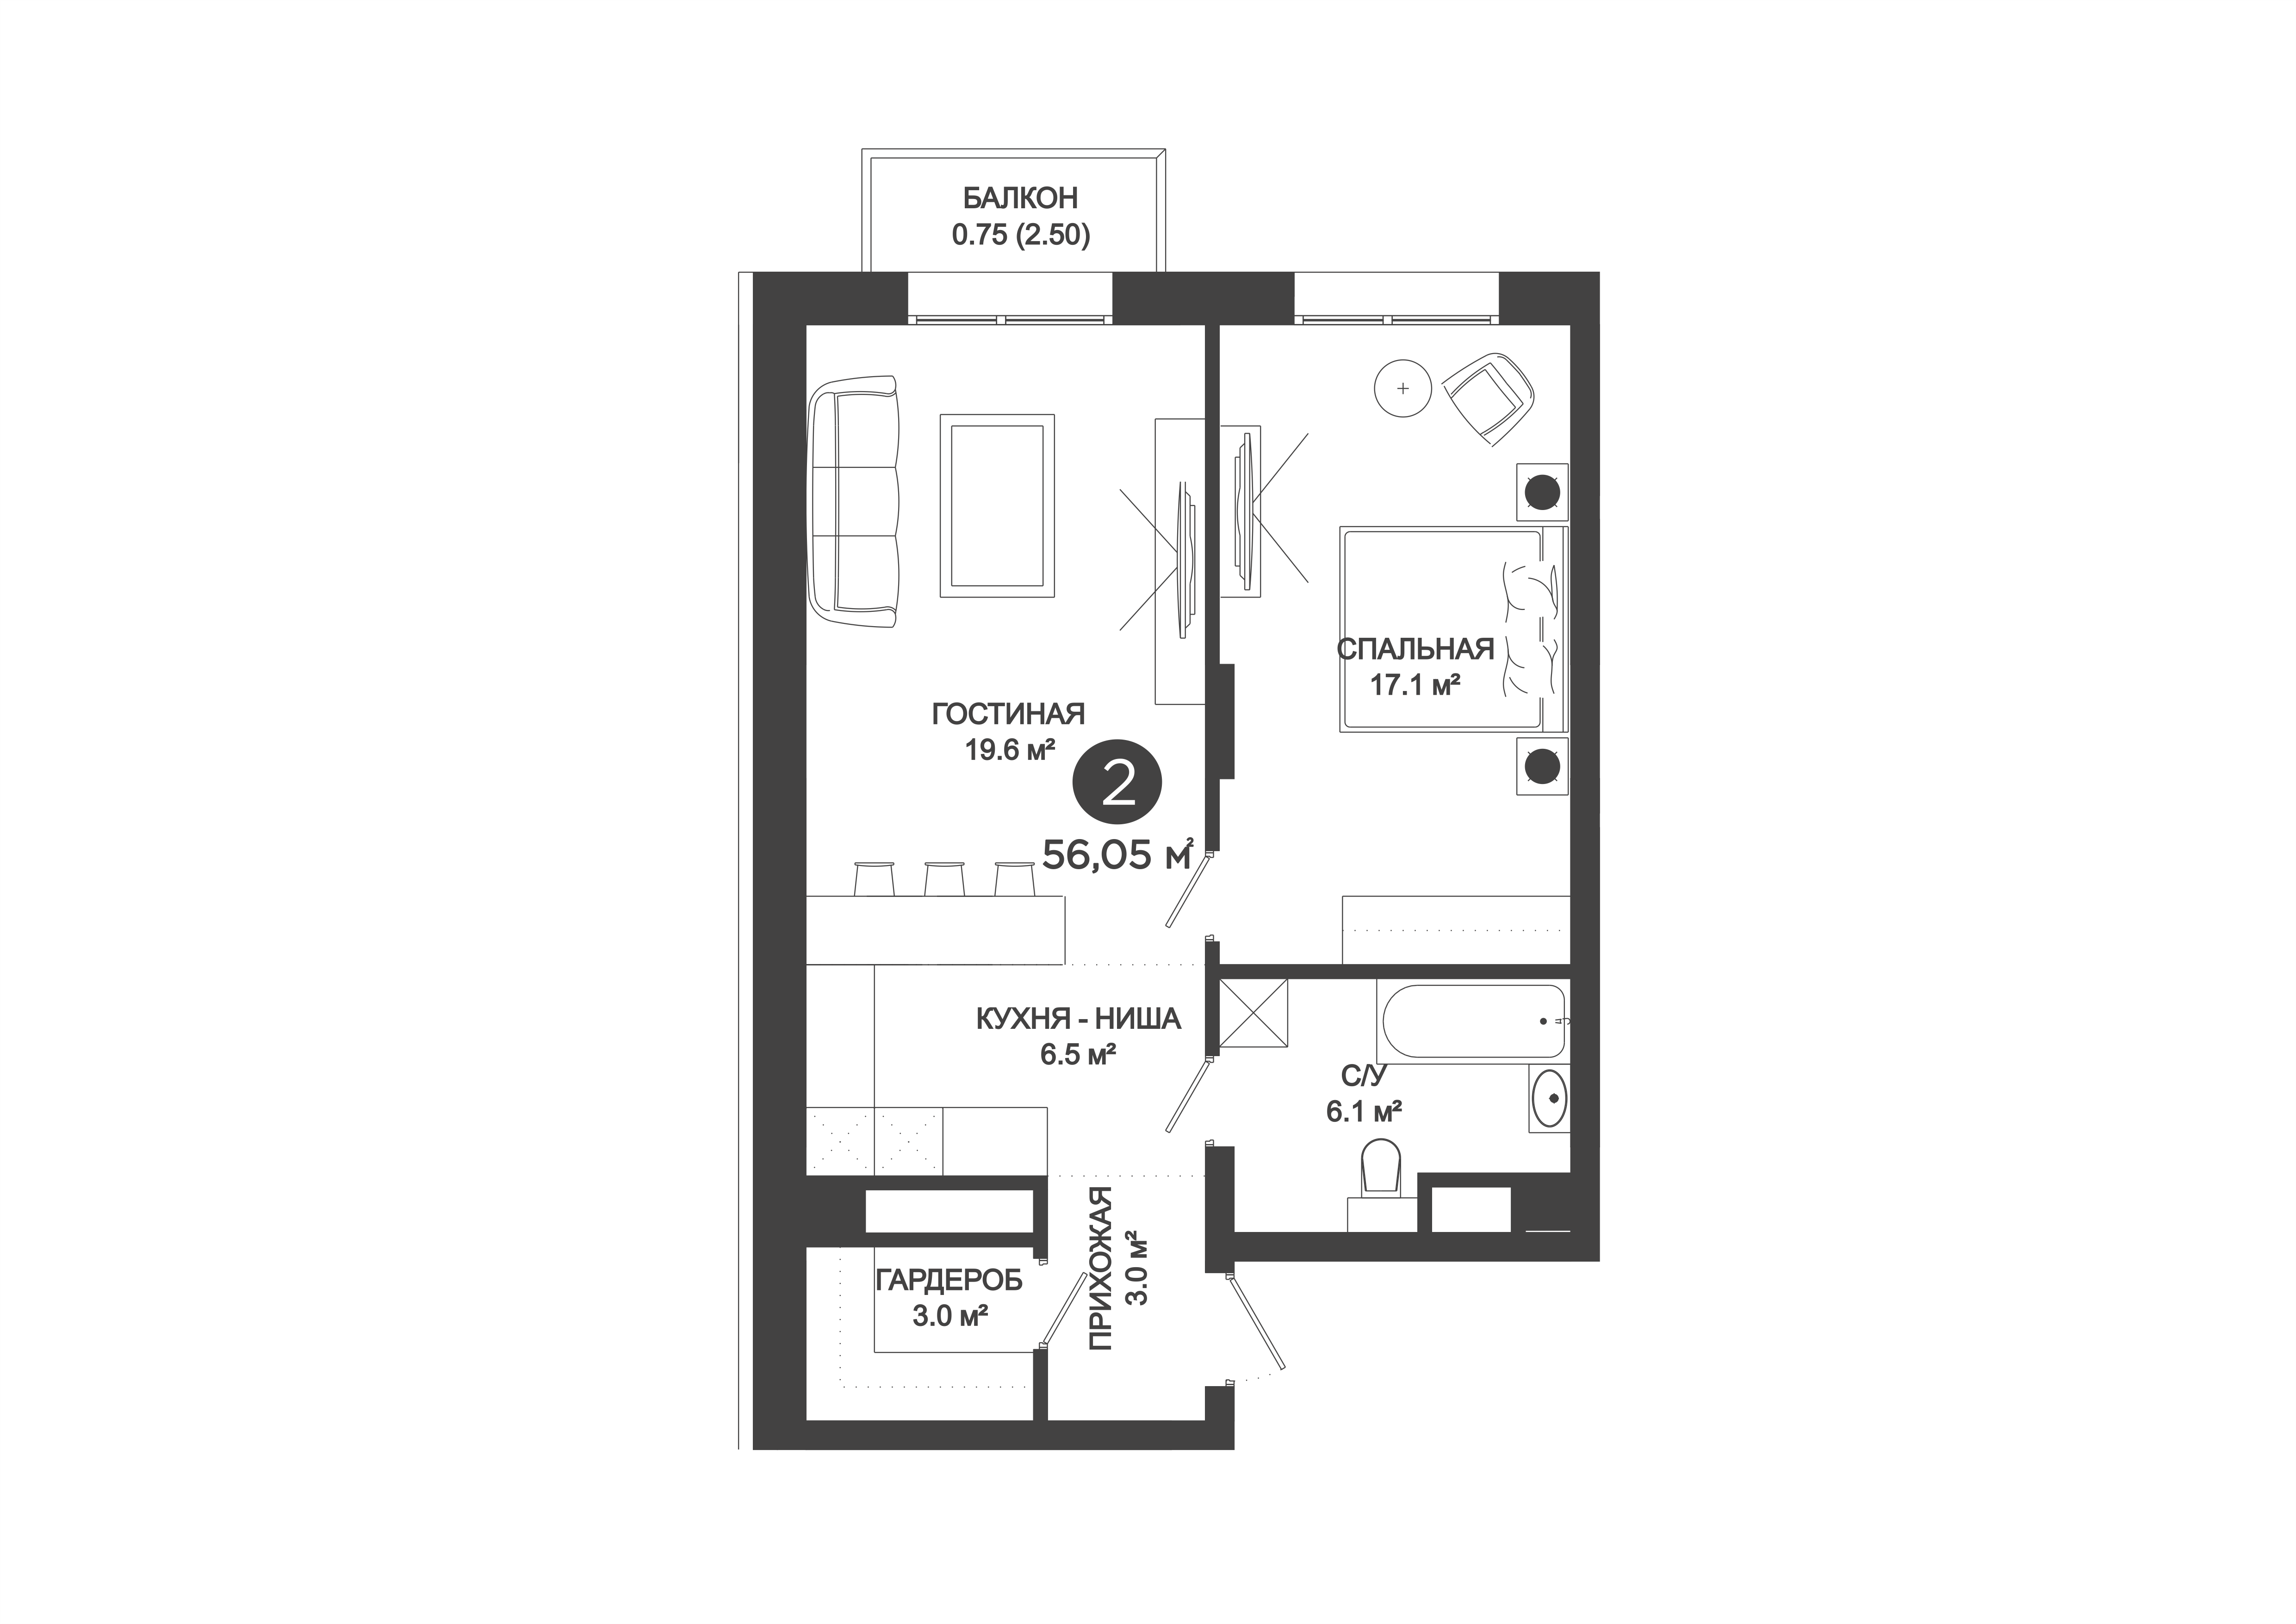 БАЛКОН
0.75 (2.50)
СПАЛЬНАЯ
17.1 м²
ГОСТИНАЯ
19.6 м²
2
56,05 м²
КУХНЯ - НИША
6.5 м²
С/У
6.1 м²
ПРИХОЖАЯ
3.0 м²
ГАРДЕРОБ
3.0 м²